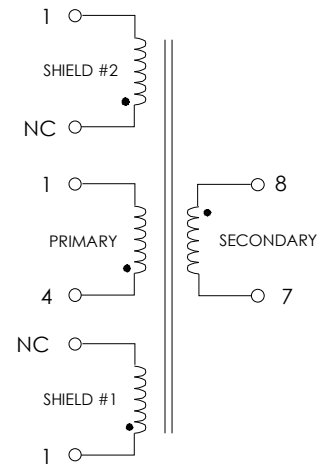 1
SHIELD #2
NC
1
8
PRIMARY
SECONDARY
4
7
NC
SHIELD #1
1